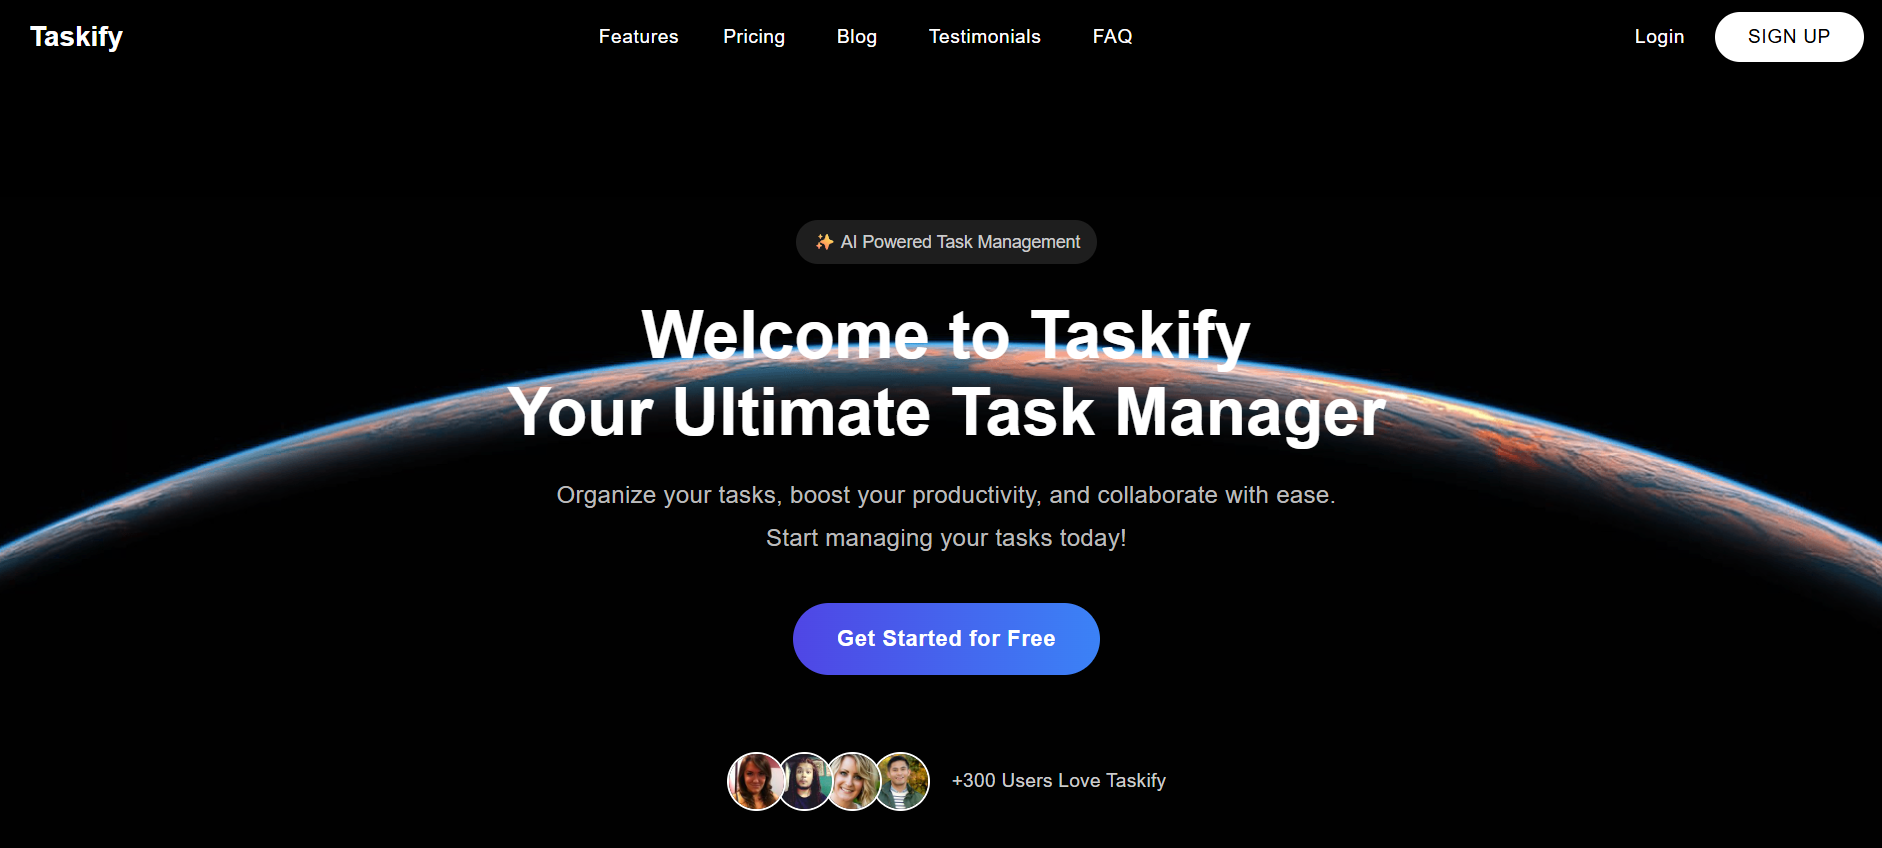 Taskify
Features
Pricing
Blog
Testimonials
FAQ
Login
SIGN UP
✨ AI Powered Task Management
Welcome to Taskify
Your Ultimate Task Manager
Organize your tasks, boost your productivity, and collaborate with ease.
Start managing your tasks today!
Get Started for Free
+300 Users Love Taskify